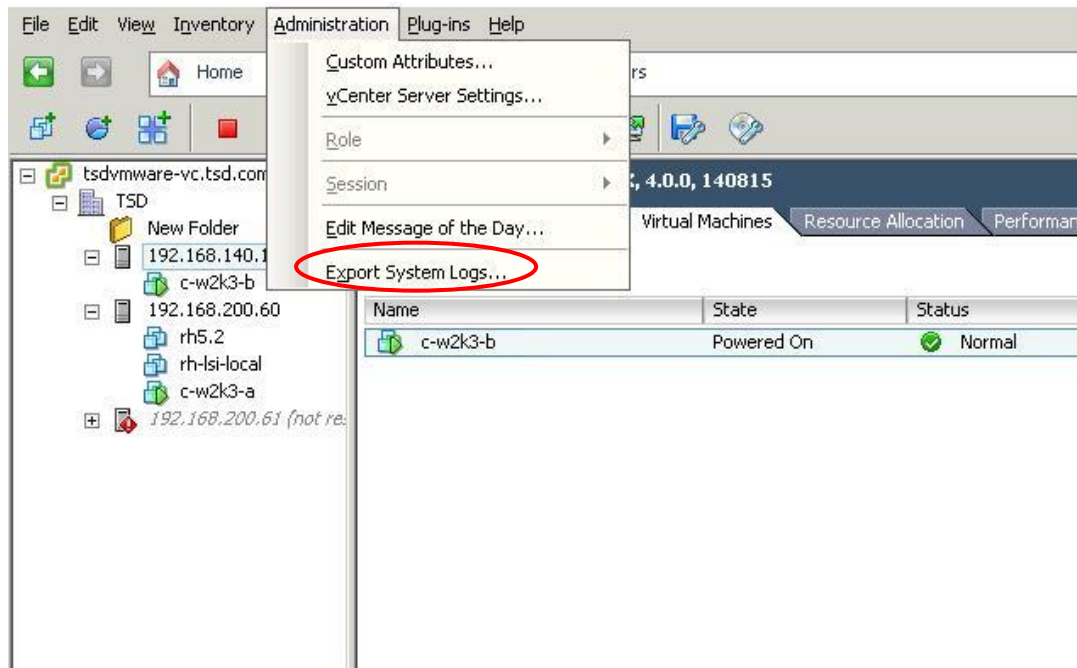 File Edit View Inventory Administration Plug-ins Help
Home
Custom Attributes...
vCenter Server Settings...
Role
Session
Edit Message of the Day...
Export System Logs...
tsdvmware-vc.tsd.com
TSD
New Folder
192.168.140.1
c-w2k3-b
192.168.200.60
rh5.2
rh-lsi-local
c-w2k3-a
192.168.200.61 (not re
rs
, 4.0.0, 140815
Virtual Machines Resource Allocation Performan
Name State Status
c-w2k3-b Powered On Normal